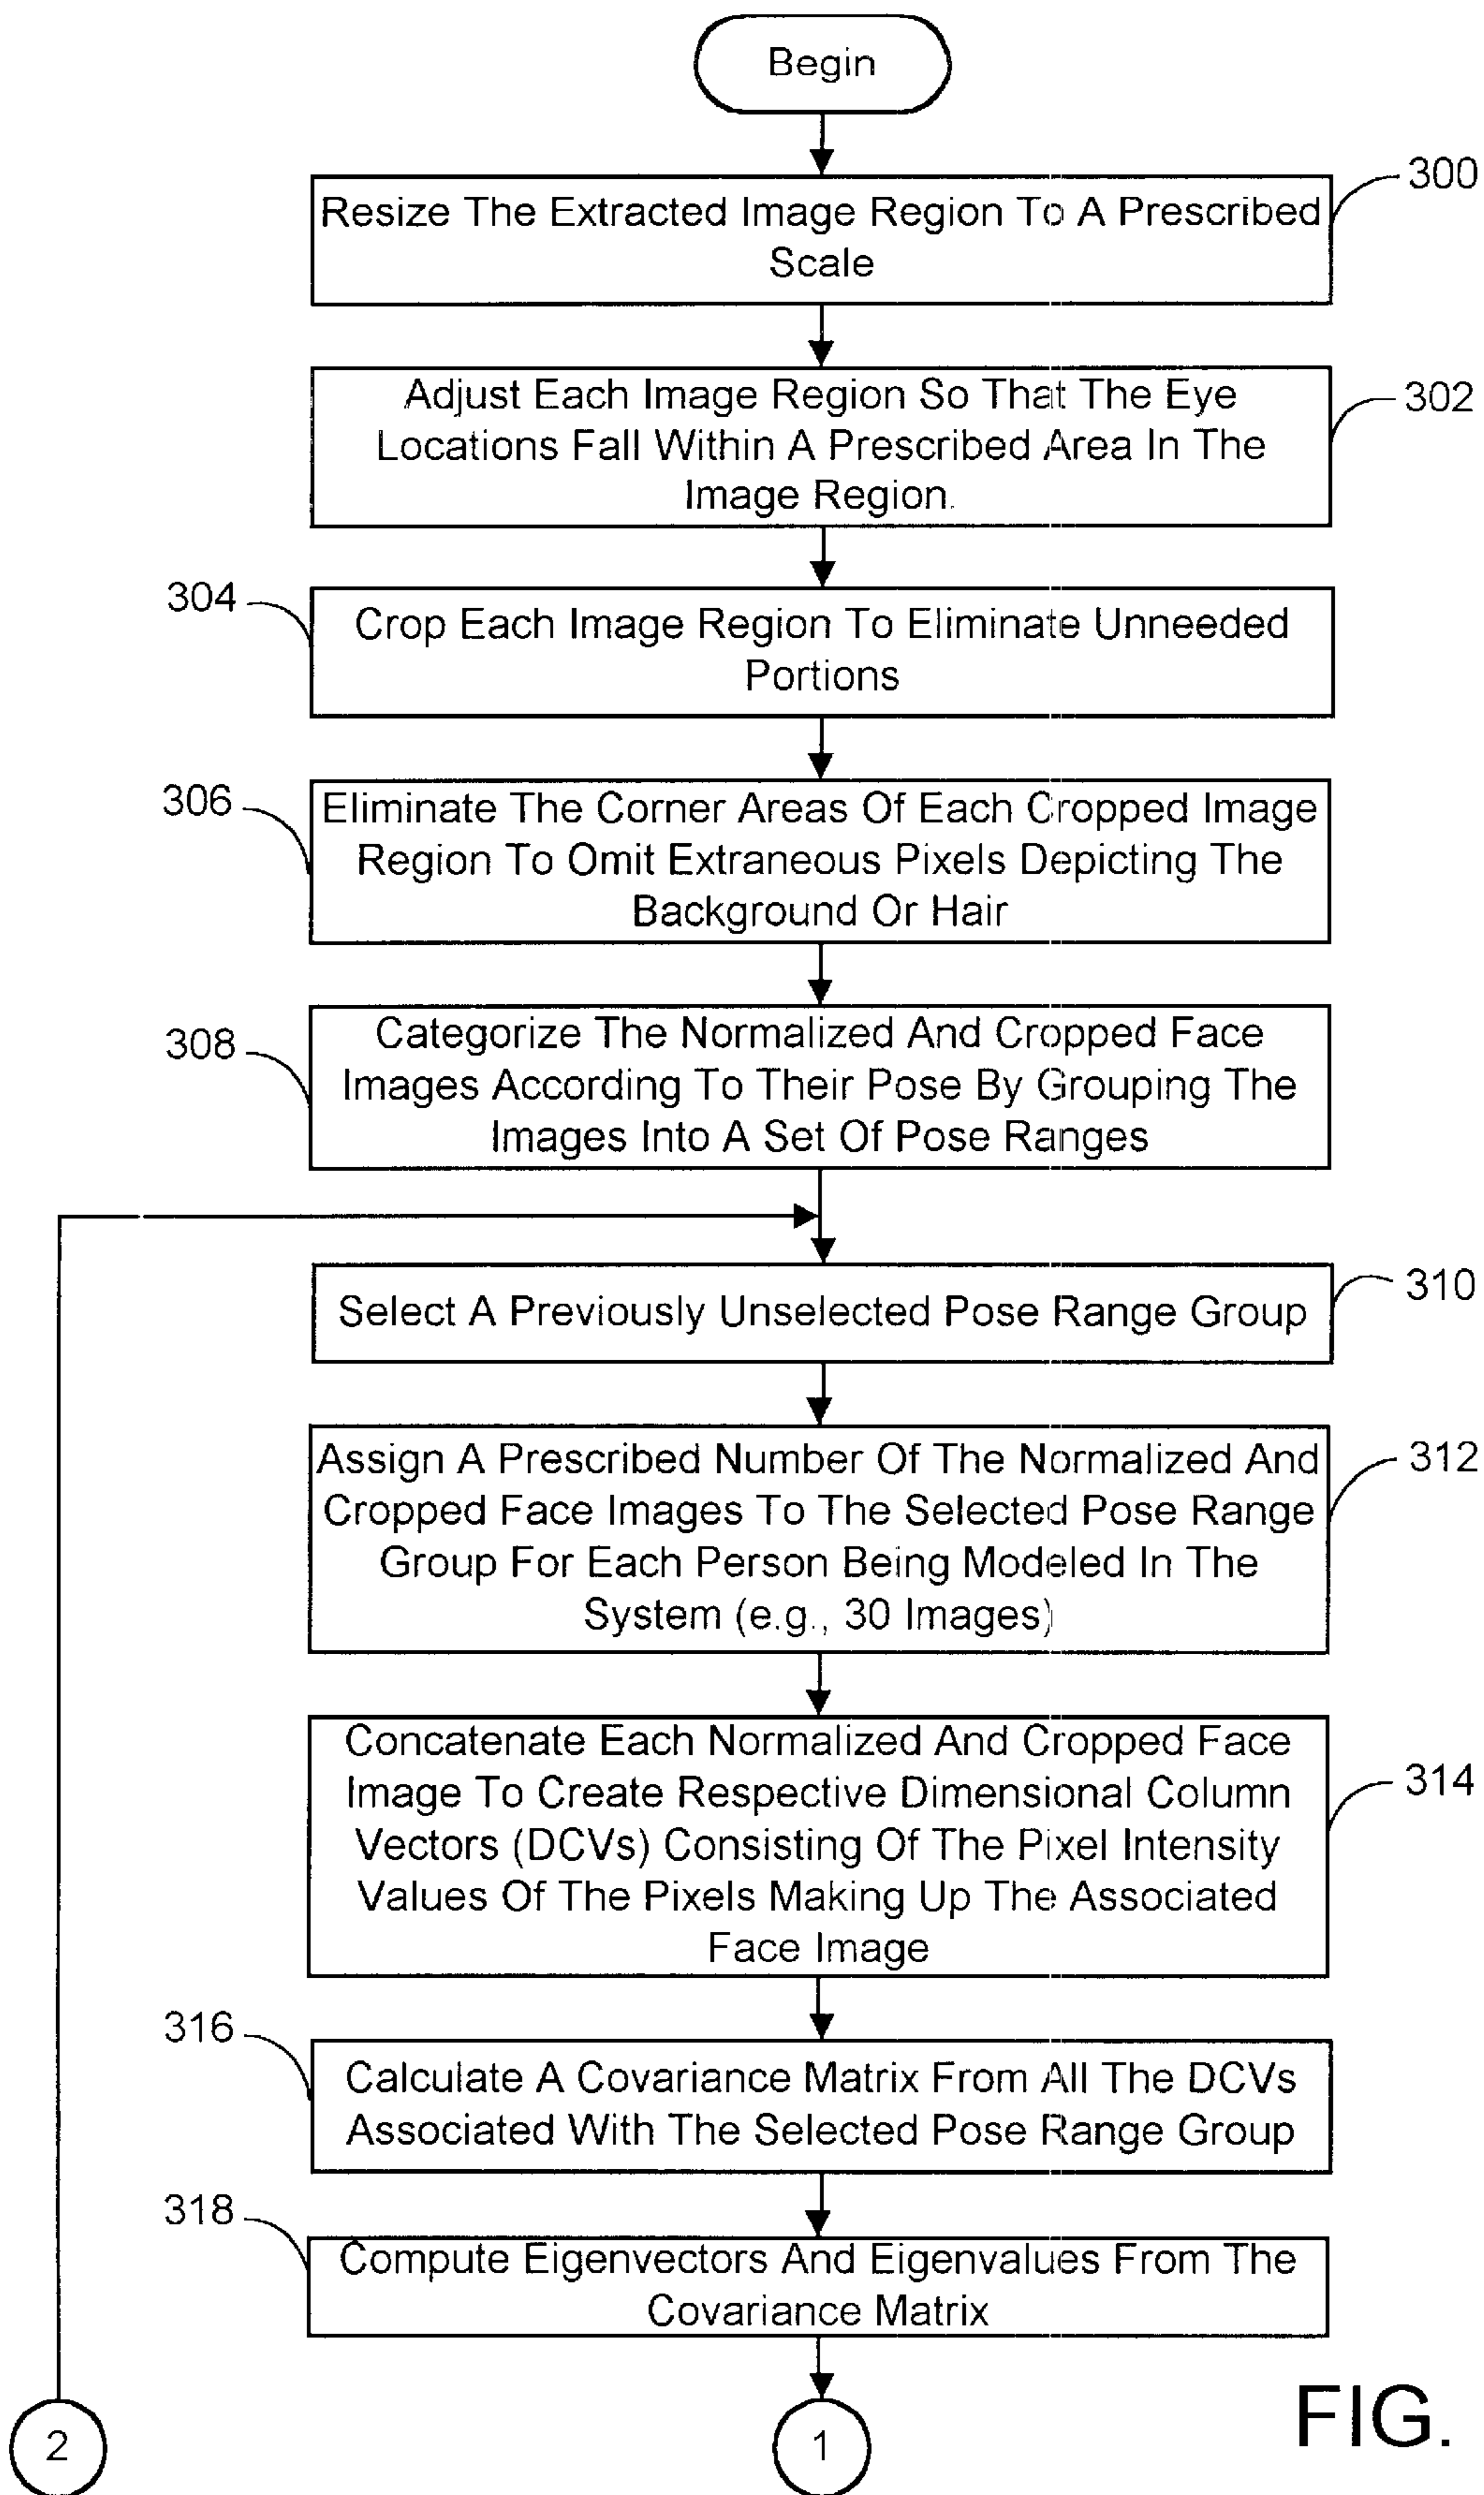 Begin
300
Resize The Extracted Image Region To A Prescribed
Scale
302
Adjust Each Image Region So That The Eye
Locations Fall Within A Prescribed Area In The
Image Region.
304
Crop Each Image Region To Eliminate Unneeded
Portions
306
Eliminate The Corner Areas Of Each Cropped Image
Region To Omit Extraneous Pixels Depicting The
Background Or Hair
308
Categorize The Normalized And Cropped Face
Images According To Their Pose By Grouping The
Images Into A Set Of Pose Ranges
310
Select A Previously Unselected Pose Range Group
312
Assign A Prescribed Number Of The Normalized And
Cropped Face Images To The Selected Pose Range
Group For Each Person Being Modeled In The
System (e.g., 30 Images)
314
Concatenate Each Normalized And Cropped Face
Image To Create Respective Dimensional Column
Vectors (DCVs) Consisting Of The Pixel Intensity
Values Of The Pixels Making Up The Associated
Face Image
316
Calculate A Covariance Matrix From All The DCVs
Associated With The Selected Pose Range Group
318
Compute Eigenvectors And Eigenvalues From The
Covariance Matrix
2
1
FIG.